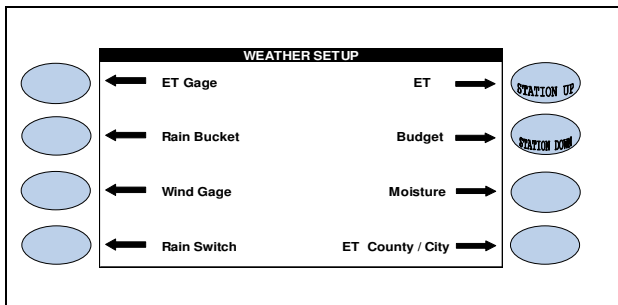 WEATHER SETUP
ET Gage ET STATION UP
Rain Bucket Budget STATION DOWN
Wind Gage Moisture
Rain Switch ET County / City